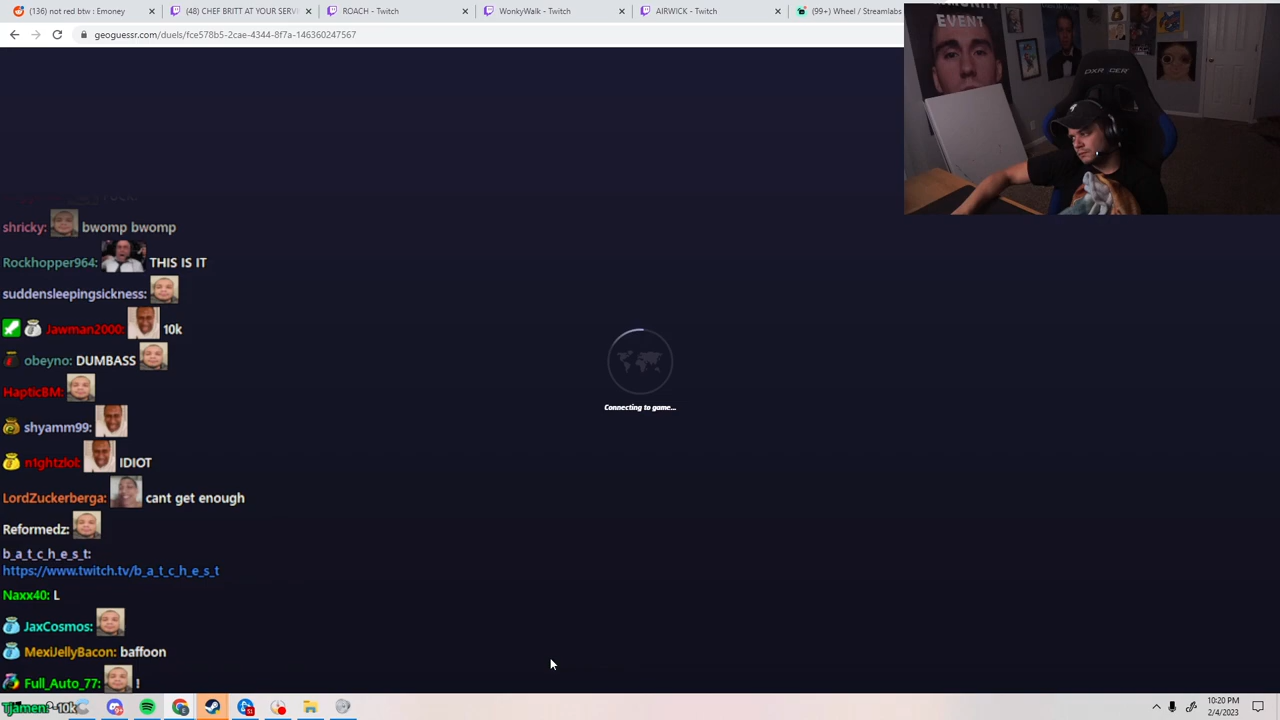 (136) not red btw : Emoney
(48) CHEF BRITT AT YOUR SERVI
ROACH - Twitch
WonkyWalk - Twitch
AIRWICK - Twitch
(99+) Wheel / Streamlabs
geoguessr.com/duels/fce578b5-2cae-4344-8f7a-146360247567
EVENT
shricky: bwomp bwomp
Rockhopper964: THIS IS IT
suddensleepingsickness:
Jawman2000: 10k
obeyno: DUMBASS
HapticBM:
shyamm99:
n1ghtzlol: IDIOT
LordZuckerberga: cant get enough
Reformedz:
b_a_t_c_h_e_s_t:
https://www.twitch.tv/b_a_t_c_h_e_s_t
Naxx40: L
JaxCosmos:
MexiJellyBacon: baffoon
Full_Auto_77: !
Tjamen: -10k
Connecting to game...
10:20 PM
2/4/2023